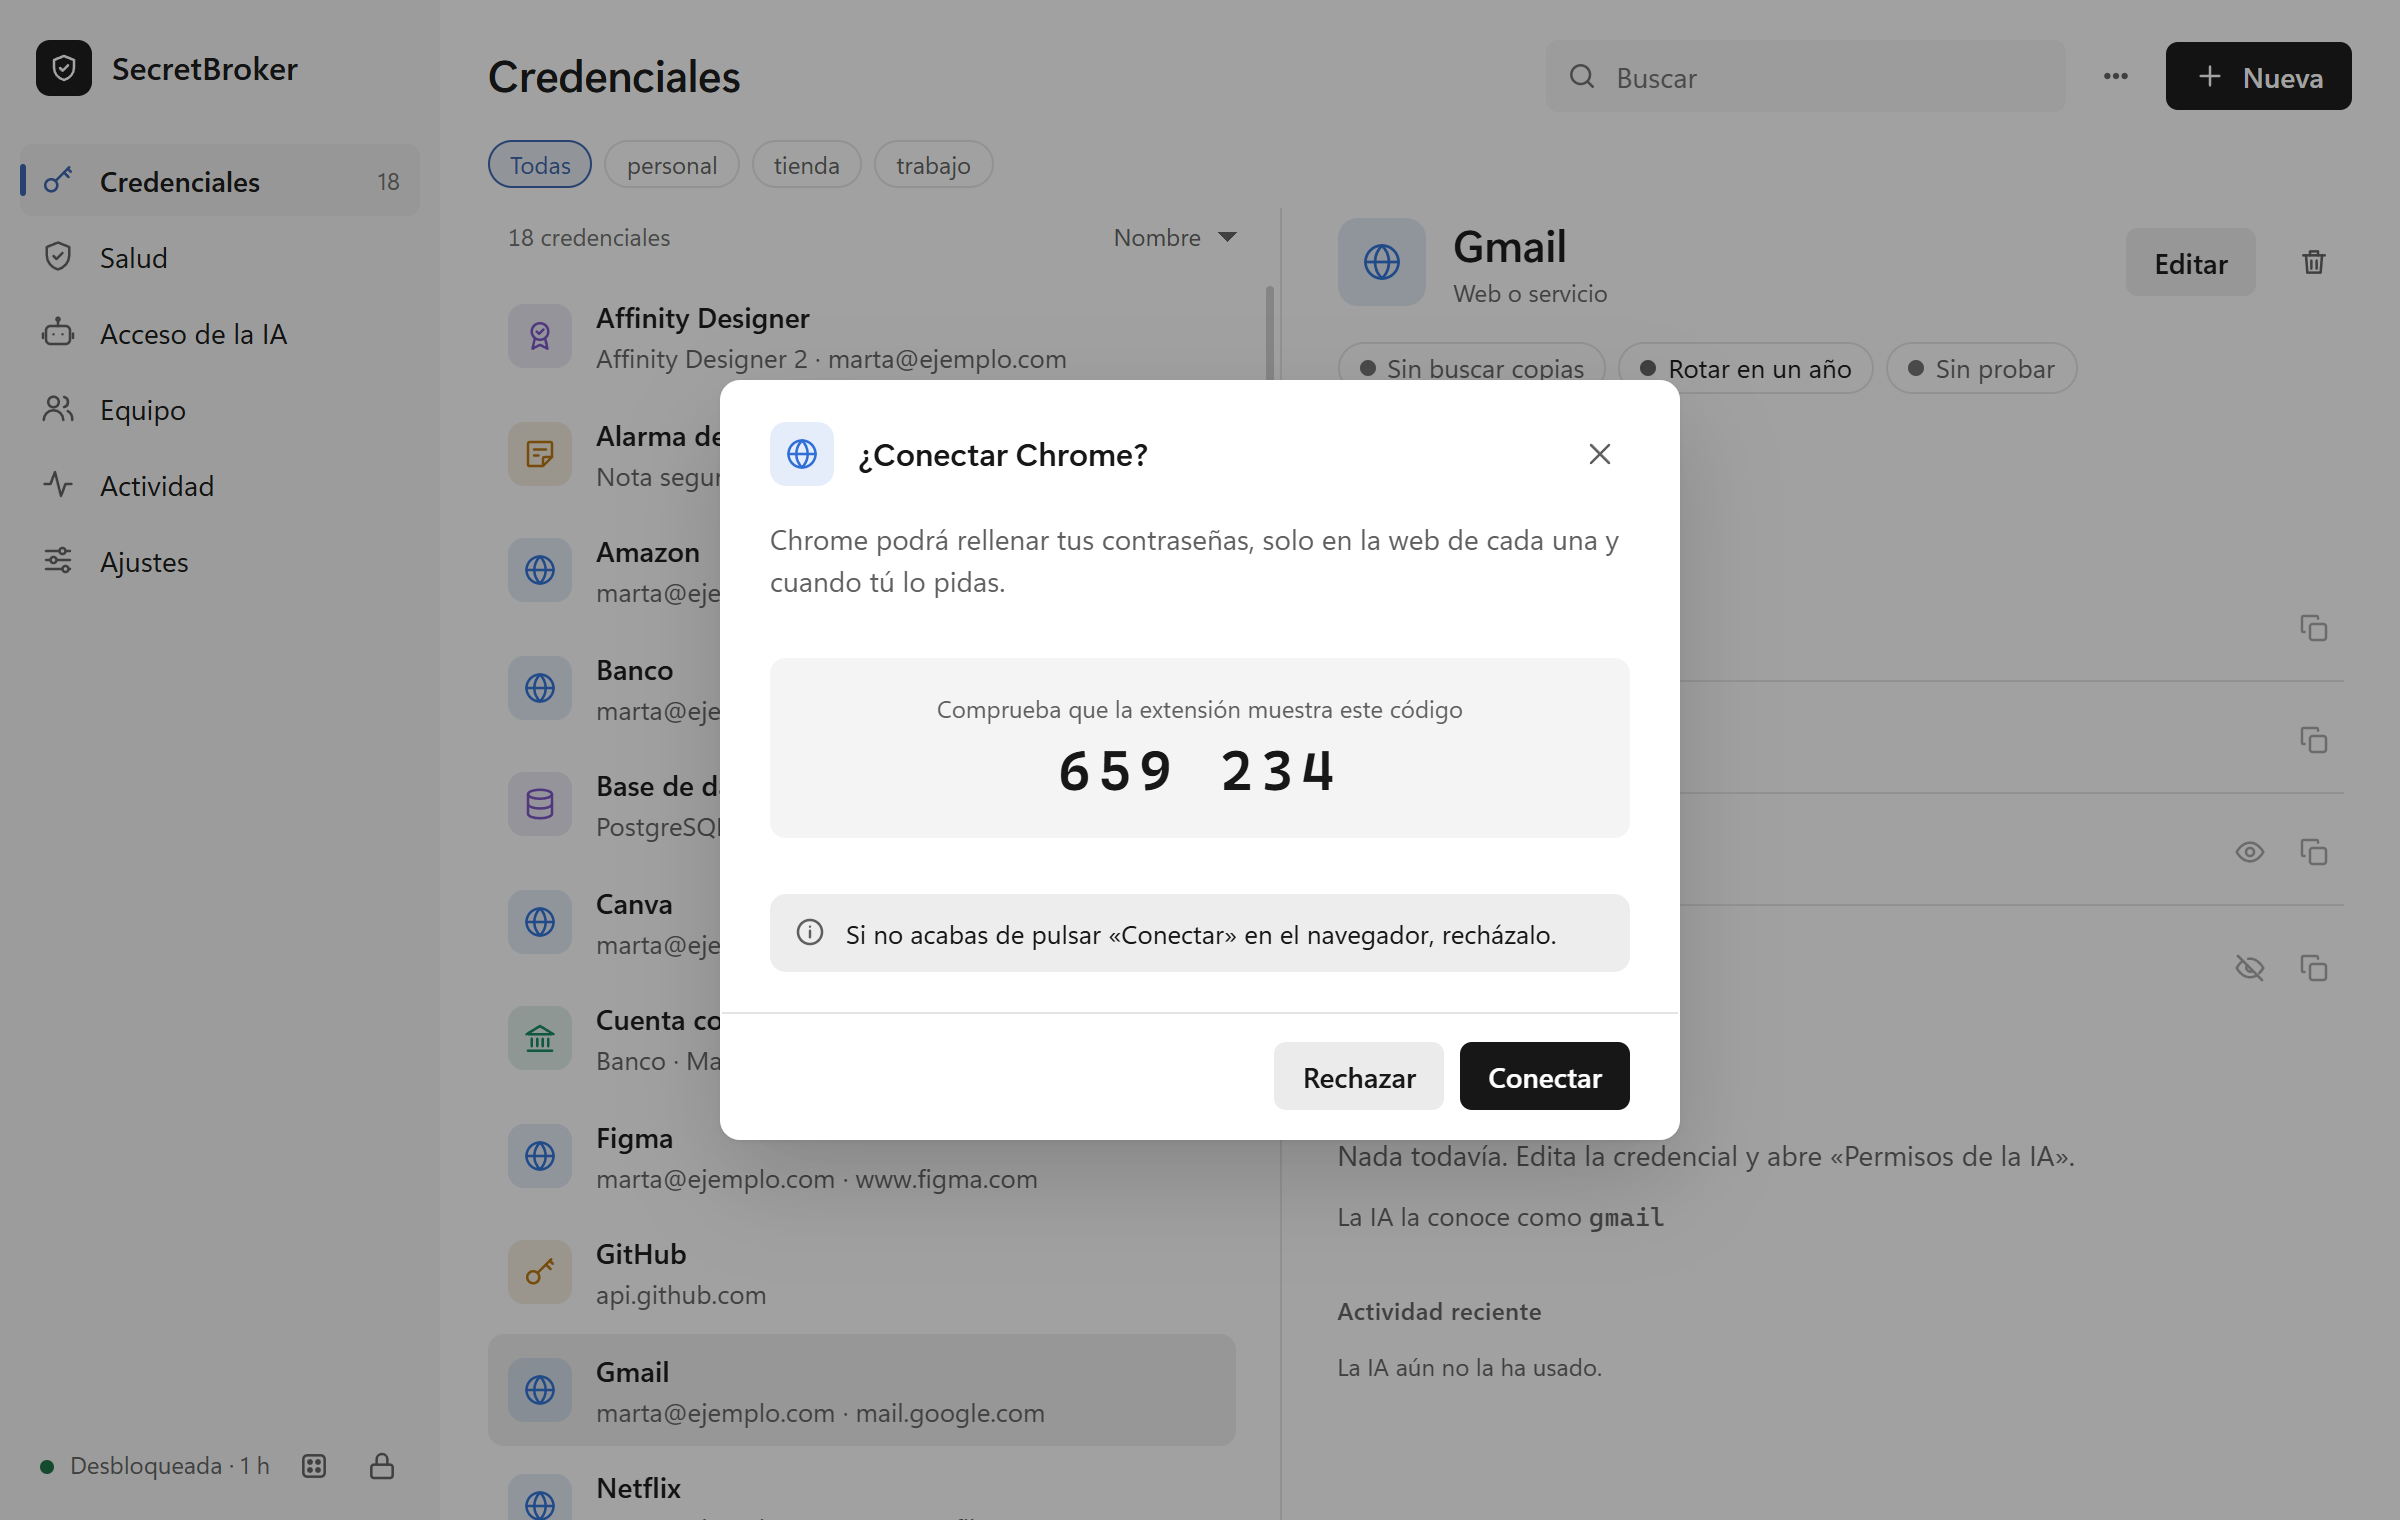 SecretBroker
Credenciales
18
Salud
Acceso de la IA
Equipo
Actividad
Ajustes
Desbloqueada · 1 h
Credenciales
Buscar
Nueva
Todas
personal
tienda
trabajo
18 credenciales
Nombre
Affinity Designer
Affinity Designer 2 · marta@ejemplo.com
Alarma de
Nota segur
Amazon
marta@eje
Banco
marta@eje
Base de d
PostgreSQL
Canva
marta@eje
Cuenta co
Banco · Ma
Figma
marta@ejemplo.com · www.figma.com
GitHub
api.github.com
Gmail
marta@ejemplo.com · mail.google.com
Netflix
Gmail
Web o servicio
Editar
Sin buscar copias
Rotar en un año
Sin probar
¿Conectar Chrome?
Chrome podrá rellenar tus contraseñas, solo en la web de cada una y
cuando tú lo pidas.
Comprueba que la extensión muestra este código
659 234
Si no acabas de pulsar «Conectar» en el navegador, recházalo.
Rechazar
Conectar
Nada todavía. Edita la credencial y abre «Permisos de la IA».
La IA la conoce como gmail
Actividad reciente
La IA aún no la ha usado.